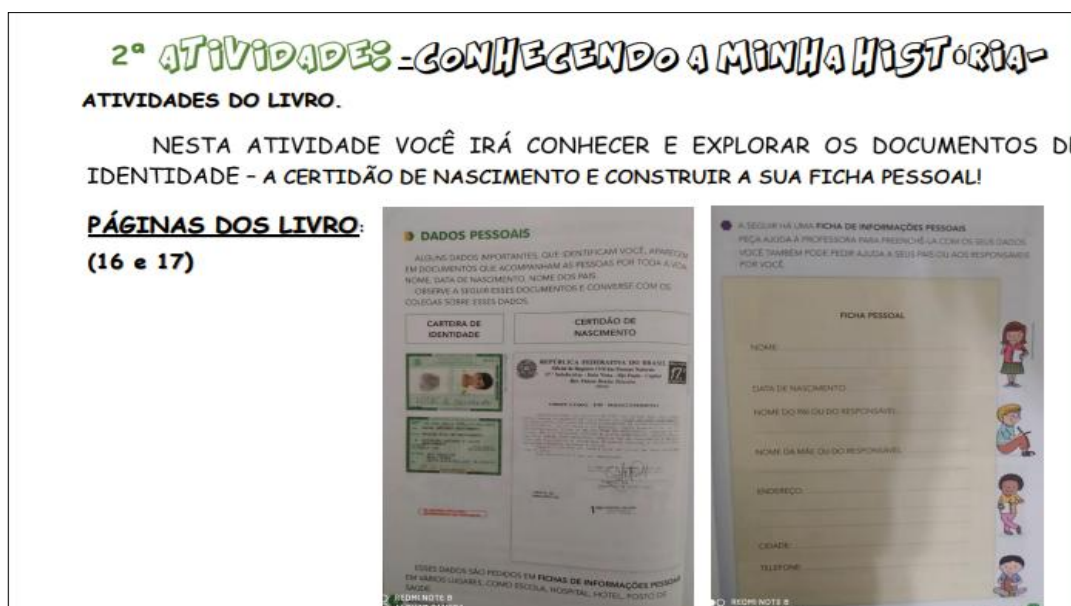 2ª ATIVIDADE: -CONHECENDO A MINHA HISTÓRIA-
ATIVIDADES DO LIVRO.
NESTA ATIVIDADE VOCÊ IRÁ CONHECER E EXPLORAR OS DOCUMENTOS DE
IDENTIDADE – A CERTIDÃO DE NASCIMENTO E CONSTRUIR A SUA FICHA PESSOAL!
PÁGINAS DOS LIVRO:
(16 e 17)
DADOS PESSOAIS
ALGUNS DADOS IMPORTANTES, QUE IDENTIFICAM VOCÊ, APARECEM
EM DOCUMENTOS QUE ACOMPANHAM AS PESSOAS POR TODA A VIDA:
NOME, DATA DE NASCIMENTO, NOME DOS PAIS.
OBSERVE A SEGUIR ESSES DOCUMENTOS E CONVERSE COM OS
COLEGAS SOBRE ESSES DADOS.
CARTEIRA DE
IDENTIDADE
CERTIDÃO DE
NASCIMENTO
REPÚBLICA FEDERATIVA DO BRASIL
17
ESSES DADOS SÃO PEDIDOS EM FICHAS DE INFORMAÇÕES PESSOAIS
EM VÁRIOS LUGARES, COMO ESCOLA, HOSPITAL, HOTEL, POSTO DE
SAÚDE
REDMI NOTE 8
A SEGUIR HÁ UMA FICHA DE INFORMAÇÕES PESSOAIS
PEÇA AJUDA À PROFESSORA PARA PREENCHÊ-LA COM OS SEUS DADOS
VOCÊ TAMBÉM PODE PEDIR AJUDA A SEUS PAIS OU AOS RESPONSÁVEIS
POR VOCÊ.
FICHA PESSOAL
NOME:
DATA DE NASCIMENTO:
NOME DO PAI OU DO RESPONSÁVEL:
NOME DA MÃE OU DO RESPONSÁVEL:
ENDEREÇO:
CIDADE:
TELEFONE:
REDMI NOTE 8